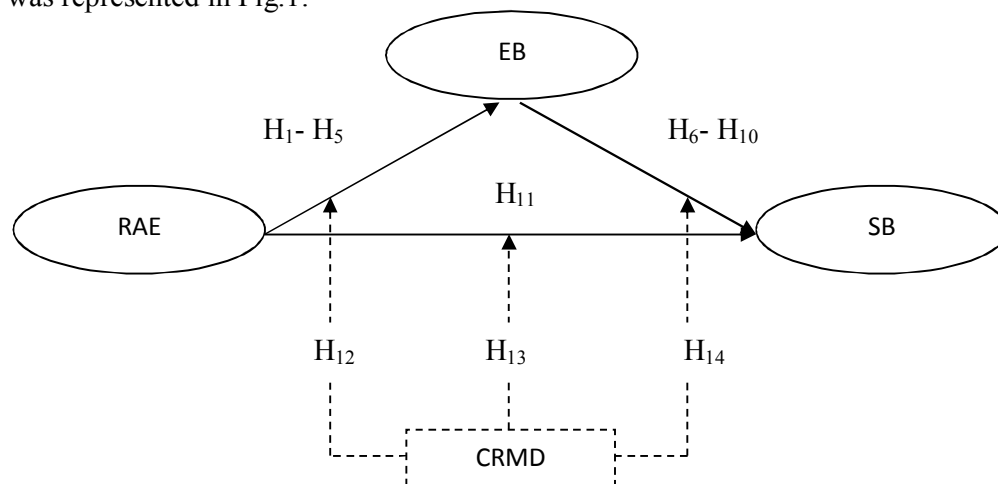 was represented in Fig.1.
EB
H₁- H₅
H₆- H₁₀
H₁₁
RAE
SB
H₁₂
H₁₃
H₁₄
CRMD